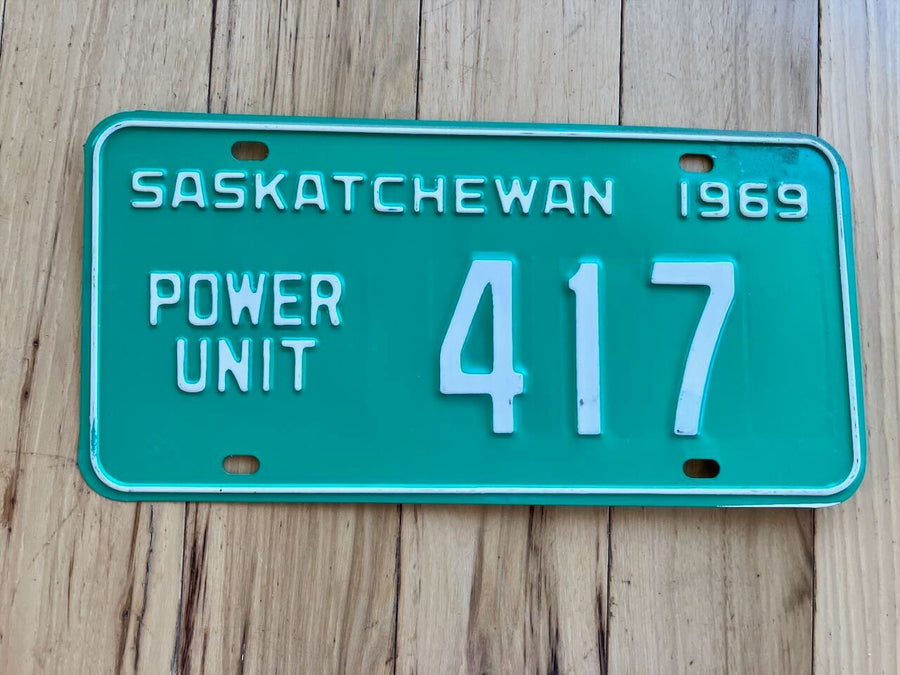 SASKATCHEWAN 1969
POWER
UNIT
417